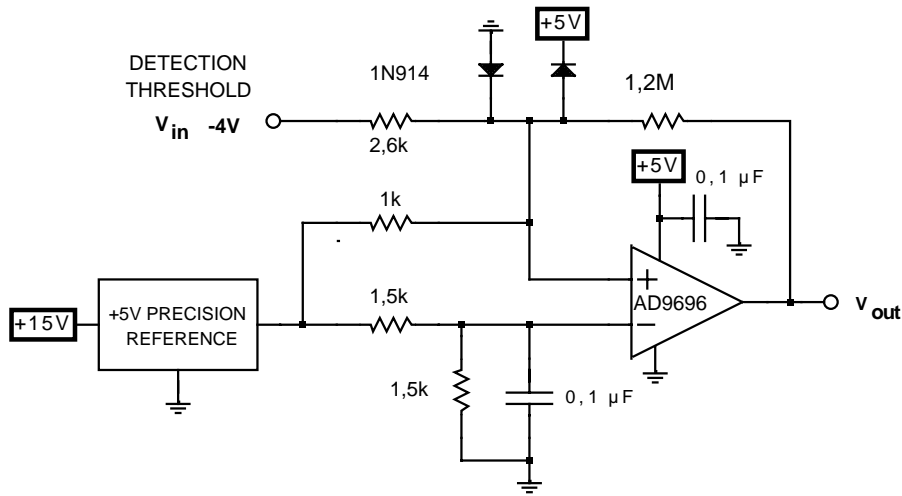 +5V
DETECTION
THRESHOLD
1N914
1,2M
V in -4V
2,6k
+5V
0,1 µF
1k
+
AD9696
−
V out
+15V
+5V PRECISION
REFERENCE
1,5k
1,5k
0,1 µF